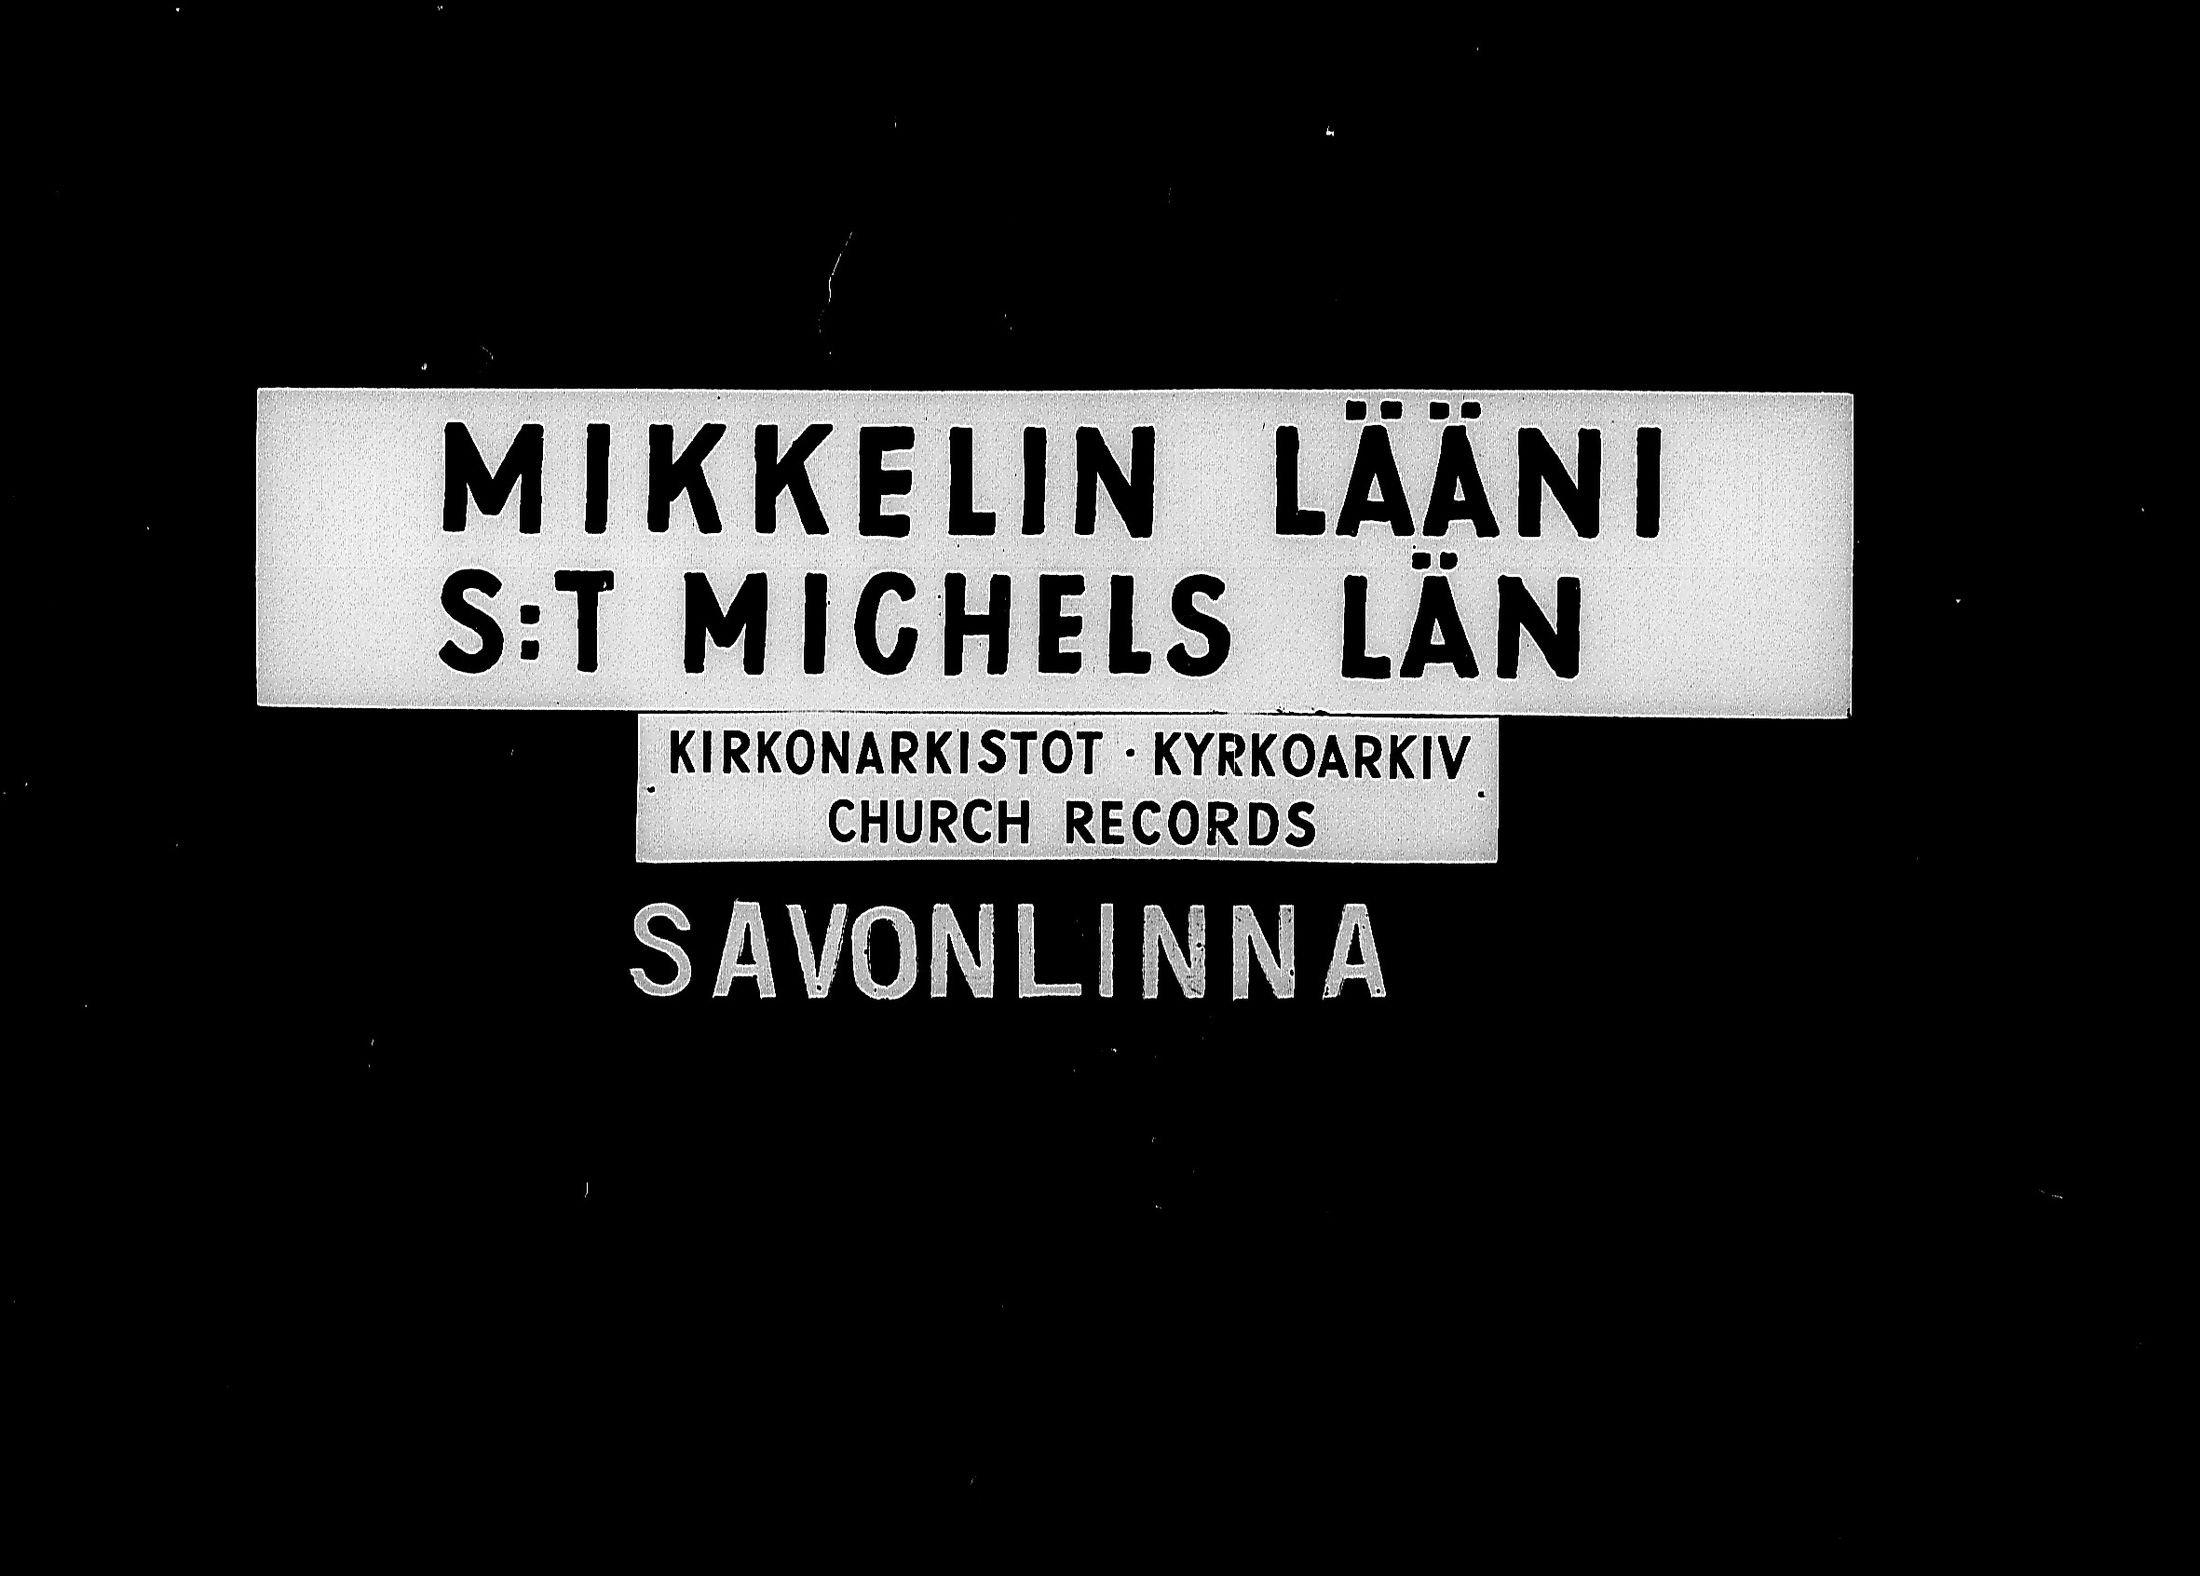 MIKKELIN LÄÄNI
S:T MICHELS LÄN
KIRKONARKISTOT · KYRKOARKIV
CHURCH RECORDS
SAVONLINNA